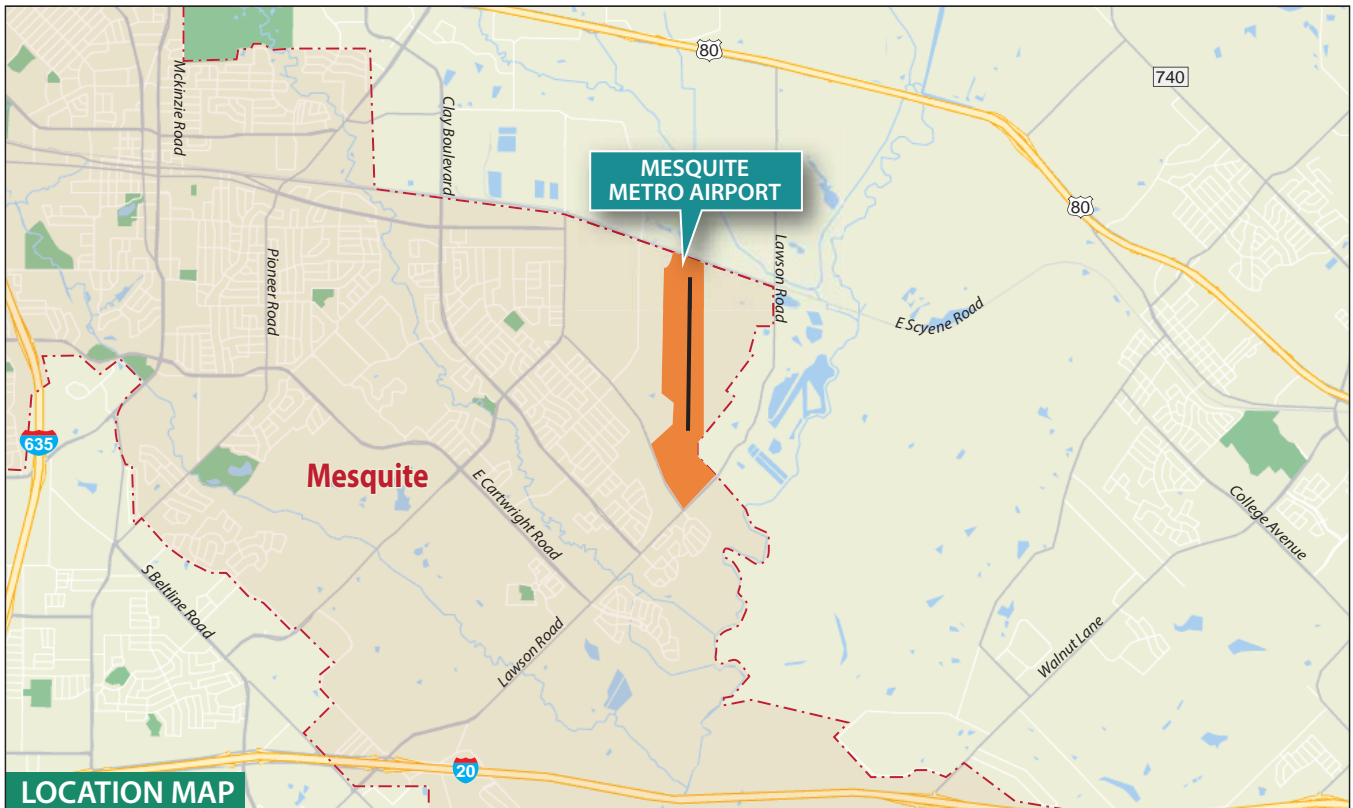 80
740
Mckinzie Road
Clay Boulevard
MESQUITE
METRO AIRPORT
80
Lawson Road
Pioneer Road
E Scyene Road
635
Mesquite
E Cartwright Road
College Avenue
S Beltline Road
Lawson Road
Walnut Lane
20
LOCATION MAP